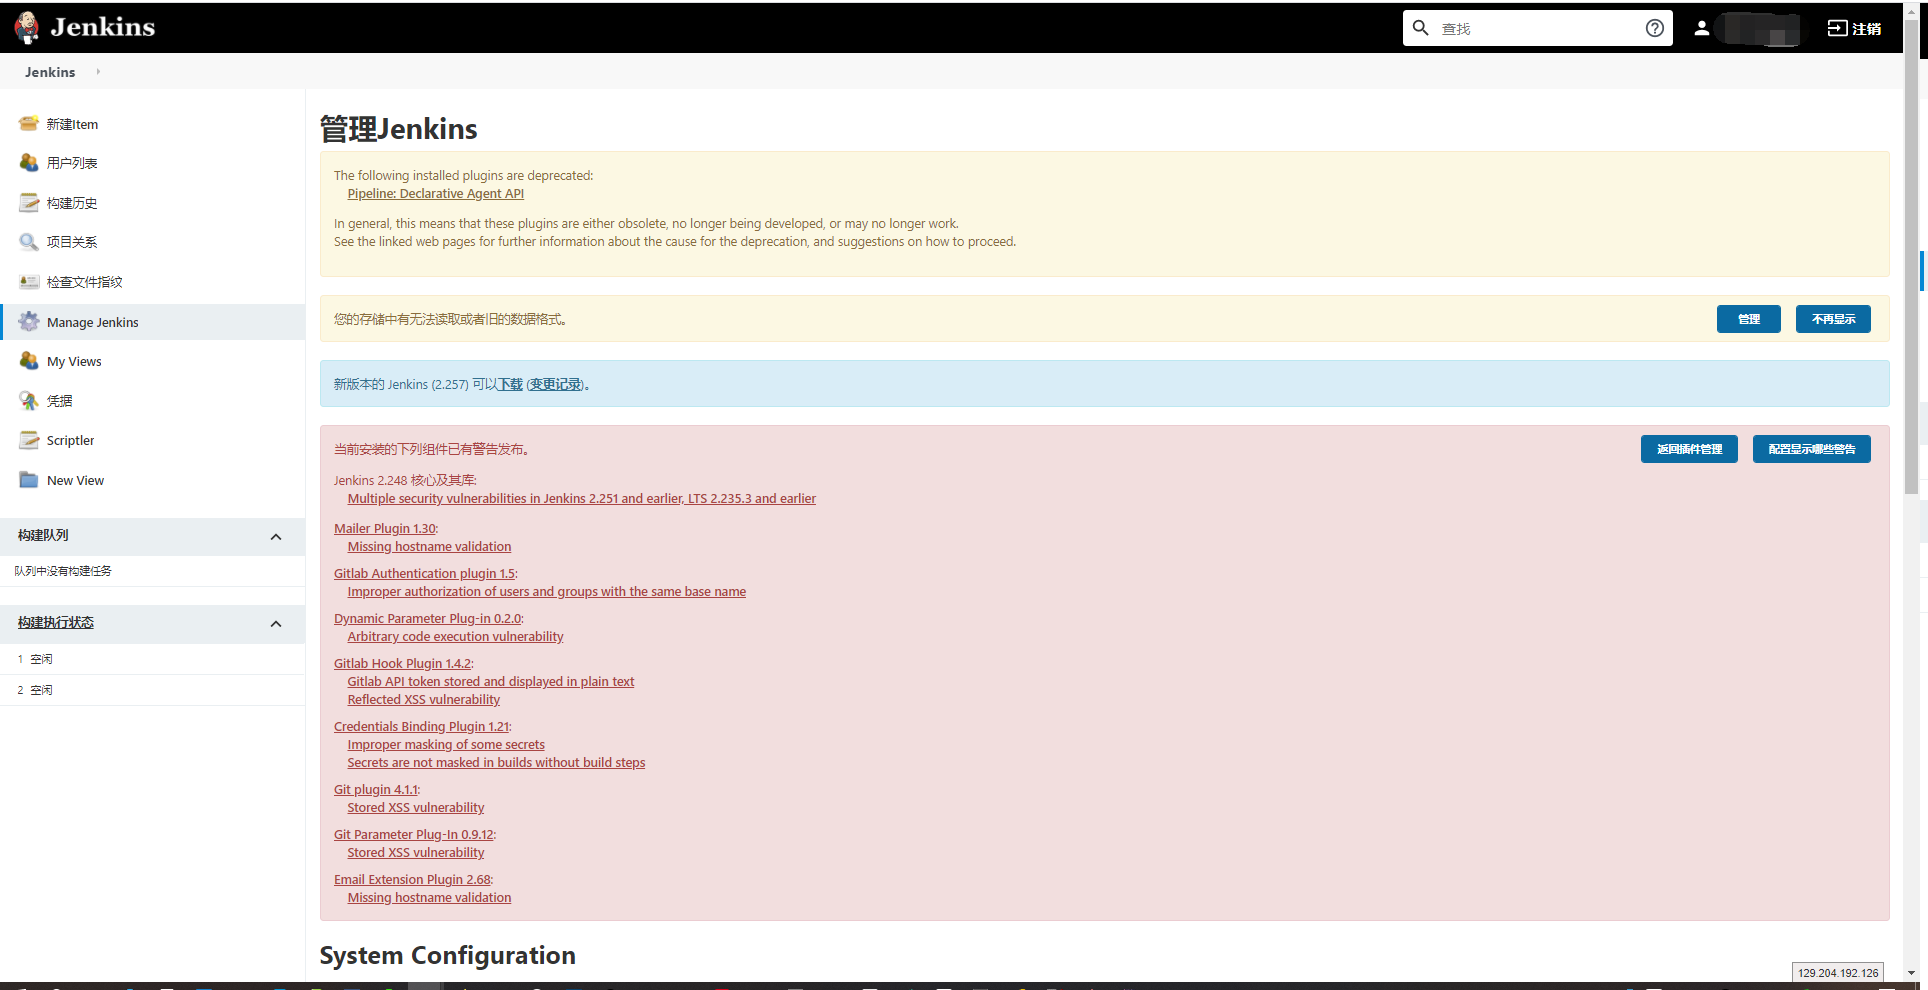 Jenkins
查找
注销
Jenkins
新建Item
用户列表
构建历史
项目关系
检查文件指纹
Manage Jenkins
My Views
凭据
Scriptler
New View
构建队列
队列中没有构建任务
构建执行状态
1 空闲
2 空闲
管理Jenkins
The following installed plugins are deprecated:
Pipeline: Declarative Agent API
In general, this means that these plugins are either obsolete, no longer being developed, or may no longer work.
See the linked web pages for further information about the cause for the deprecation, and suggestions on how to proceed.
您的存储中有无法读取或者旧的数据格式。
管理
不再显示
新版本的 Jenkins (2.257) 可以下载 (变更记录)。
当前安装的下列组件已有警告发布。
返回插件管理
配置显示哪些警告
Jenkins 2.248 核心及其库:
Multiple security vulnerabilities in Jenkins 2.251 and earlier, LTS 2.235.3 and earlier
Mailer Plugin 1.30:
Missing hostname validation
Gitlab Authentication plugin 1.5:
Improper authorization of users and groups with the same base name
Dynamic Parameter Plug-in 0.2.0:
Arbitrary code execution vulnerability
Gitlab Hook Plugin 1.4.2:
Gitlab API token stored and displayed in plain text
Reflected XSS vulnerability
Credentials Binding Plugin 1.21:
Improper masking of some secrets
Secrets are not masked in builds without build steps
Git plugin 4.1.1:
Stored XSS vulnerability
Git Parameter Plug-In 0.9.12:
Stored XSS vulnerability
Email Extension Plugin 2.68:
Missing hostname validation
System Configuration
129.204.192.126